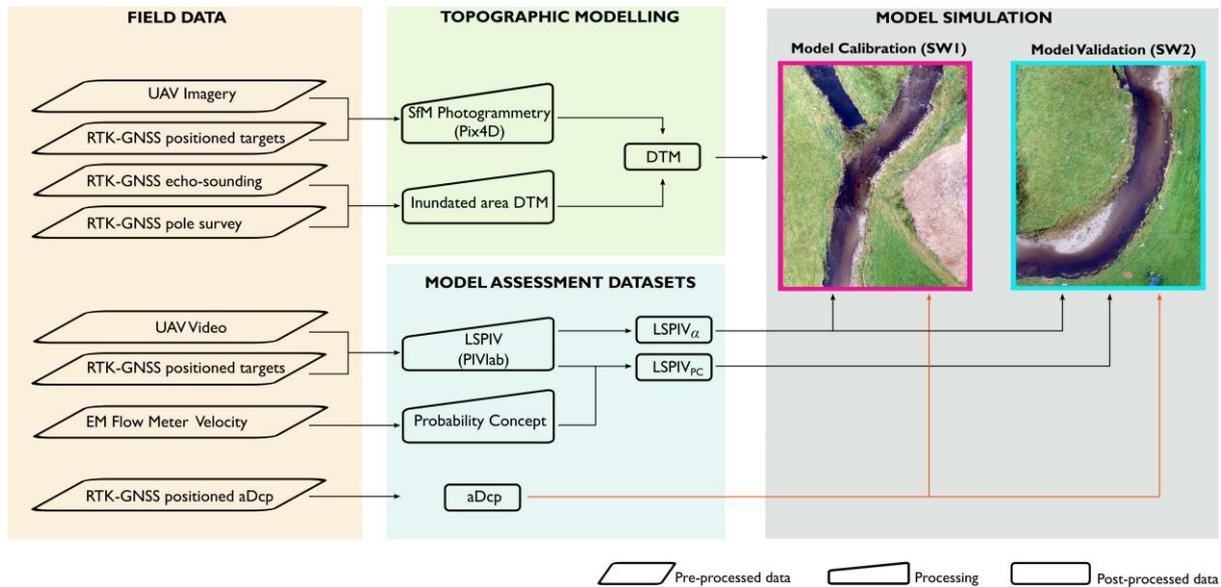 FIELD DATA
UAV Imagery
RTK-GNSS positioned targets
RTK-GNSS echo-sounding
RTK-GNSS pole survey
UAV Video
RTK-GNSS positioned targets
EM Flow Meter Velocity
RTK-GNSS positioned aDcp
TOPOGRAPHIC MODELLING
SfM Photogrammetry
(Pix4D)
Inundated area DTM
DTM
MODEL ASSESSMENT DATASETS
LSPIV
(PIVlab)
Probability Concept
aDcp
LSPIVα
LSPIVPC
MODEL SIMULATION
Model Calibration (SW1)
Model Validation (SW2)
Pre-processed data
Processing
Post-processed data